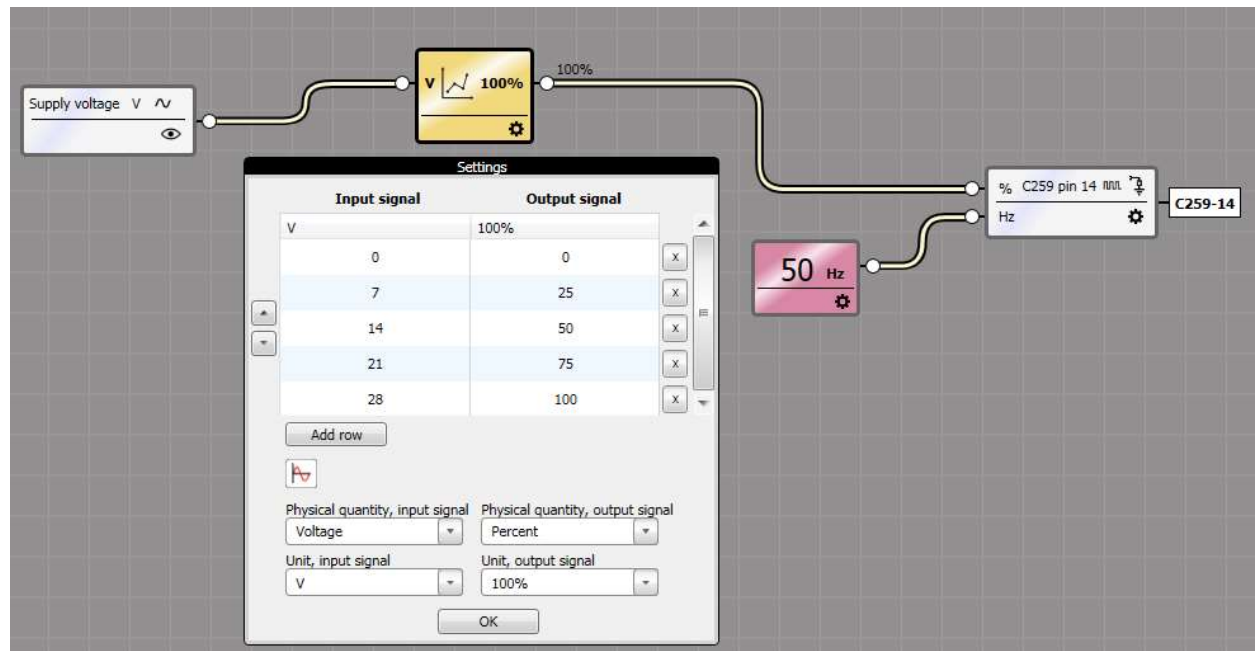 100%
V 100%
Supply voltage V
Settings
Input signal Output signal
V 100%
0 0 x
7 25 x
14 50 x
21 75 x
28 100 x
Add row
Physical quantity, input signal Physical quantity, output signal
Voltage Percent
Unit, input signal Unit, output signal
V 100%
OK
% C259 pin 14
Hz
C259-14
50 Hz